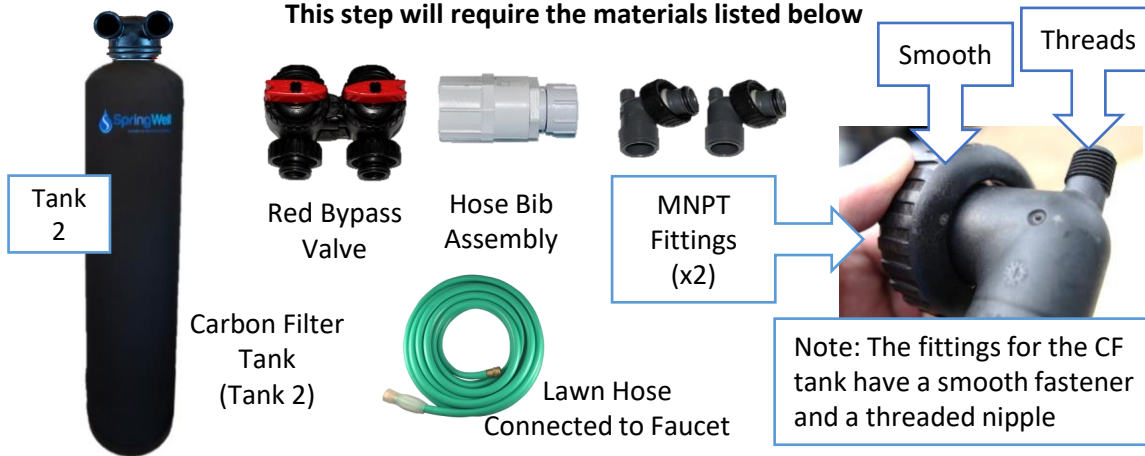 This step will require the materials listed below
Smooth
Threads
SpringWell
Tank
2
Red Bypass
Valve
Hose Bib
Assembly
MNPT
Fittings
(x2)
Carbon Filter
Tank
(Tank 2)
Lawn Hose
Connected to Faucet
Note: The fittings for the CF
tank have a smooth fastener
and a threaded nipple